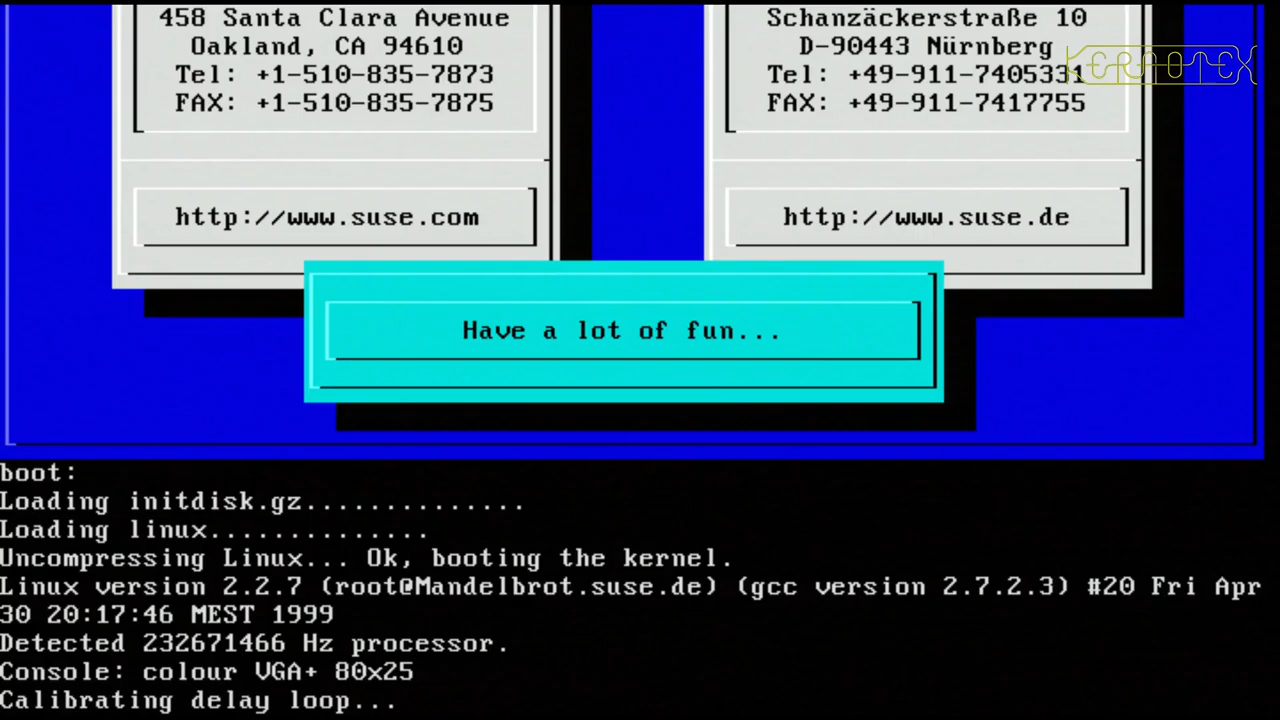 458 Santa Clara Avenue
Oakland, CA 94610
Tel: +1-510-835-7873
FAX: +1-510-835-7875
http://www.suse.com
Schanzäckerstraße 10
D-90443 Nürnberg
Tel: +49-911-7405331
FAX: +49-911-7417755
http://www.suse.de
KERNOTEX
Have a lot of fun...
boot:
Loading initdisk.gz..............
Loading linux..............
Uncompressing Linux... Ok, booting the kernel.
Linux version 2.2.7 (root@Mandelbrot.suse.de) (gcc version 2.7.2.3) #20 Fri Apr
30 20:17:46 MEST 1999
Detected 232671466 Hz processor.
Console: colour VGA+ 80x25
Calibrating delay loop...